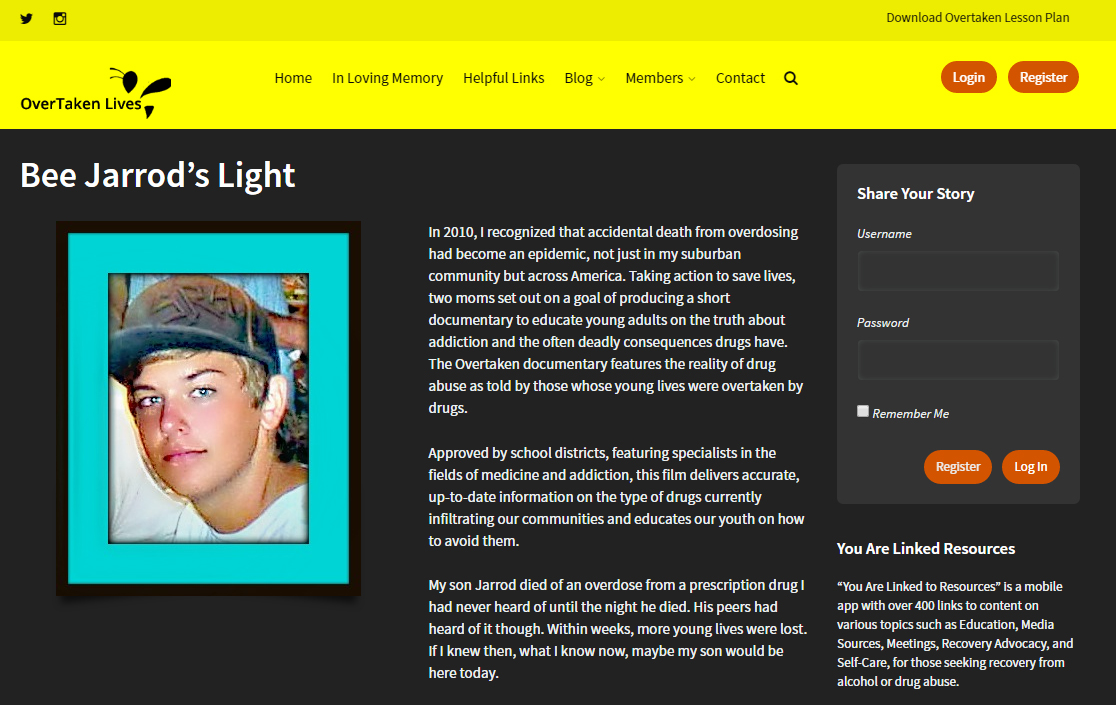 Download Overtaken Lesson Plan
OverTaken Lives
Home In Loving Memory Helpful Links Blog Members Contact
Login Register
Bee Jarrod’s Light
In 2010, I recognized that accidental death from overdosing
had become an epidemic, not just in my suburban
community but across America. Taking action to save lives,
two moms set out on a goal of producing a short
documentary to educate young adults on the truth about
addiction and the often deadly consequences drugs have.
The Overtaken documentary features the reality of drug
abuse as told by those whose young lives were overtaken by
drugs.
Approved by school districts, featuring specialists in the
fields of medicine and addiction, this film delivers accurate,
up-to-date information on the type of drugs currently
infiltrating our communities and educates our youth on how
to avoid them.
My son Jarrod died of an overdose from a prescription drug I
had never heard of until the night he died. His peers had
heard of it though. Within weeks, more young lives were lost.
If I knew then, what I know now, maybe my son would be
here today.
Share Your Story
Username
Password
Remember Me
Register Log In
You Are Linked Resources
“You Are Linked to Resources” is a mobile
app with over 400 links to content on
various topics such as Education, Media
Sources, Meetings, Recovery Advocacy, and
Self-Care, for those seeking recovery from
alcohol or drug abuse.